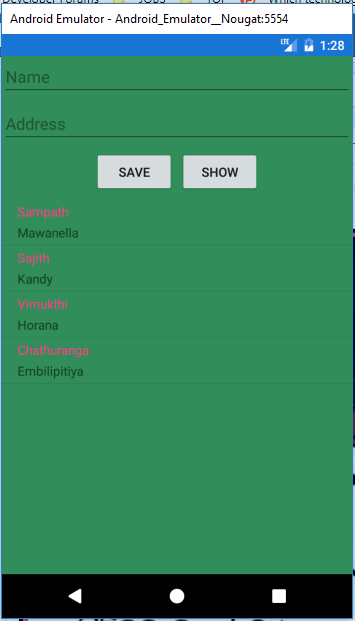 Android Emulator - Android_Emulator__Nougat:5554
LTE 1:28
Name
Address
SAVE SHOW
Sampath
Mawanella
Sajith
Kandy
Vimukthi
Horana
Chathuranga
Embilipitiya